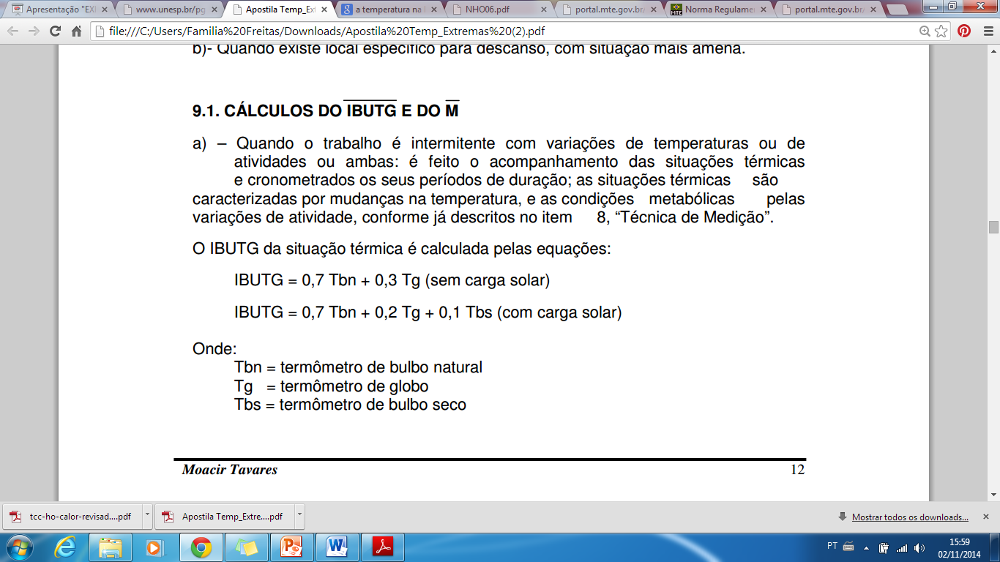 Apresentação "EX
www.unesp.br/pg
Apostila Temp_Ex
a temperatura na
NHO06.pdf
portal.mte.gov.br/
Norma Regulame
portal.mte.gov.br/
file:///C:/Users/Familia%20Freitas/Downloads/Apostila%20Temp_Extremas%20(2).pdf
b)- Quando existe local específico para descanso, com situação mais amena.
9.1. CÁLCULOS DO IBUTG E DO M
a) – Quando o trabalho é intermitente com variações de temperaturas ou de
atividades ou ambas: é feito o acompanhamento das situações térmicas
e cronometrados os seus períodos de duração; as situações térmicas são
caracterizadas por mudanças na temperatura, e as condições metabólicas pelas
variações de atividade, conforme já descritos no item 8, “Técnica de Medição”.
O IBUTG da situação térmica é calculada pelas equações:
IBUTG = 0,7 Tbn + 0,3 Tg (sem carga solar)
IBUTG = 0,7 Tbn + 0,2 Tg + 0,1 Tbs (com carga solar)
Onde:
Tbn = termômetro de bulbo natural
Tg = termômetro de globo
Tbs = termômetro de bulbo seco
Moacir Tavares 12
tcc-ho-calor-revisad....pdf
Apostila Temp_Extre....pdf
Mostrar todos os downloads...
PT
15:59
02/11/2014